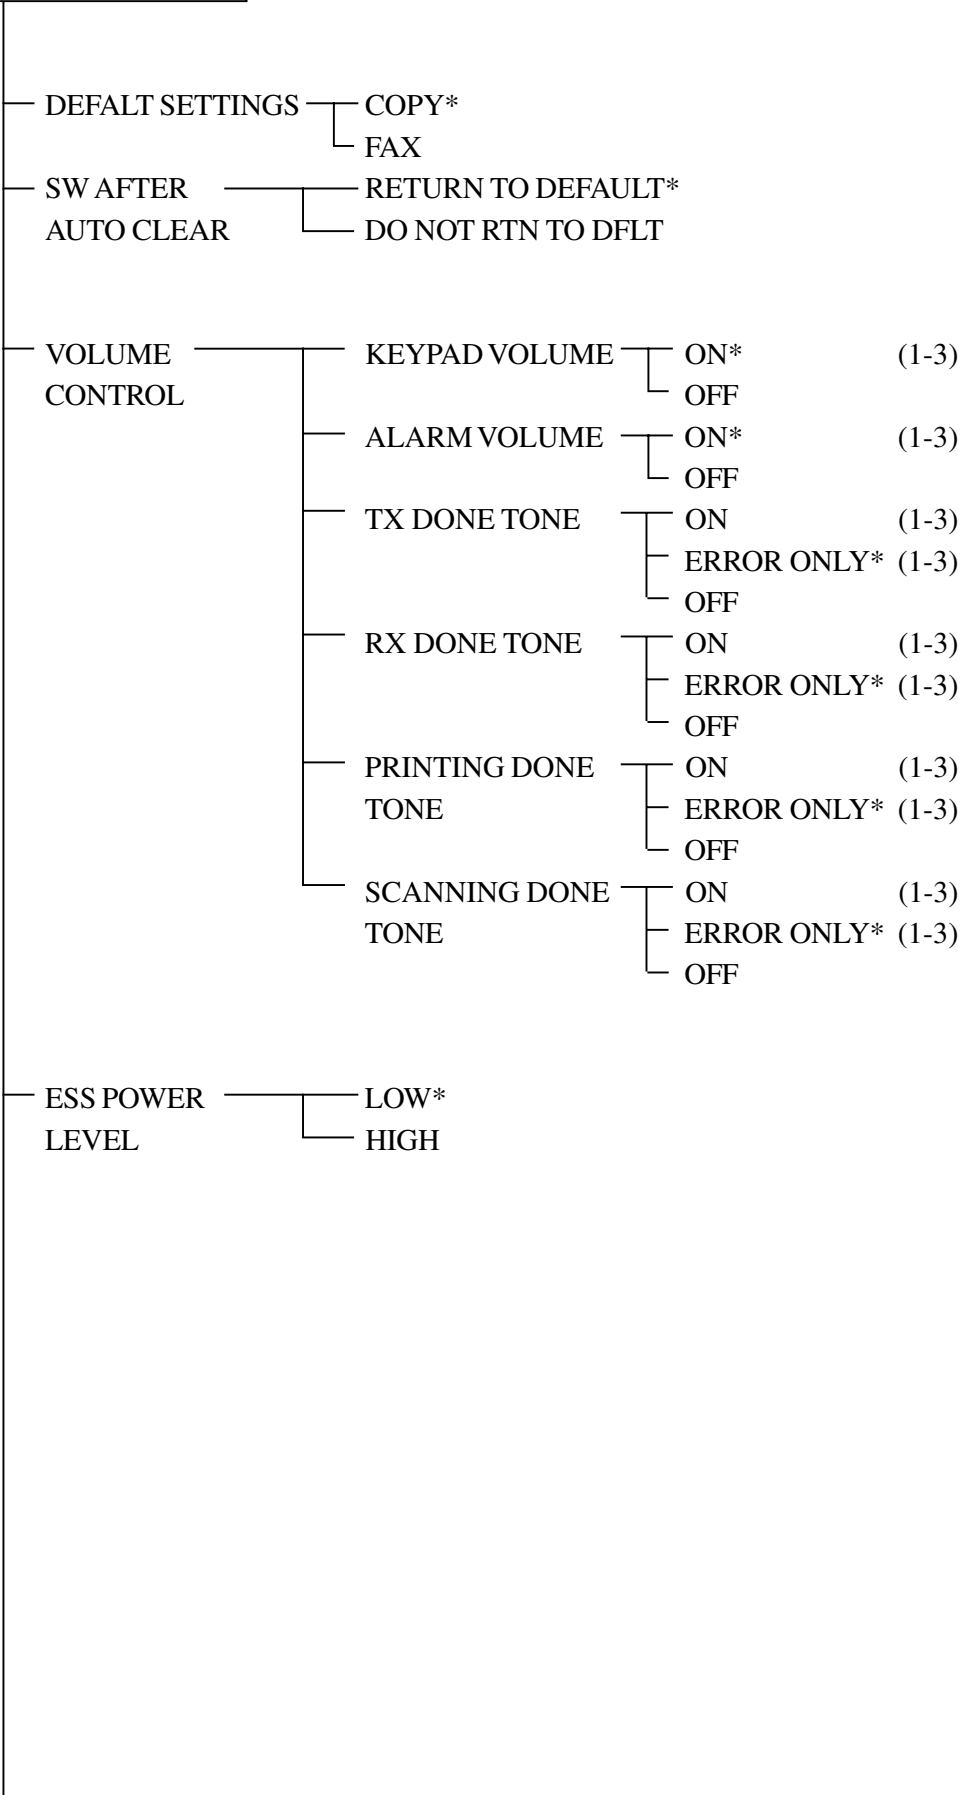 DEFALT SETTINGS COPY*
FAX
SW AFTER RETURN TO DEFAULT*
AUTO CLEAR DO NOT RTN TO DFLT
VOLUME KEYPAD VOLUME ON* (1-3)
CONTROL OFF
ALARM VOLUME ON* (1-3)
OFF
TX DONE TONE ON (1-3)
ERROR ONLY* (1-3)
OFF
RX DONE TONE ON (1-3)
ERROR ONLY* (1-3)
OFF
PRINTING DONE ON (1-3)
TONE ERROR ONLY* (1-3)
OFF
SCANNING DONE ON (1-3)
TONE ERROR ONLY* (1-3)
OFF
ESS POWER LOW*
LEVEL HIGH